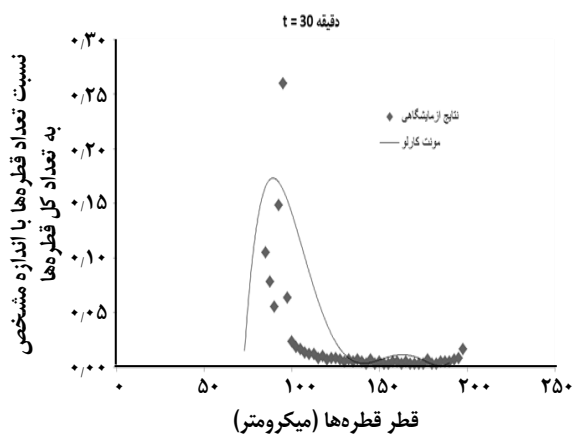 دقیقه t = 30
نسبت تعداد قطره‌ها با اندازه مشخص
به تعداد کل قطره‌ها
۰/۳۰
۰/۲۵
۰/۲۰
۰/۱۵
۰/۱۰
۰/۰۵
۰/۰۰
نتایج ازمایشگاهی
مونت کارلو
۰ ۵۰ ۱۰۰ ۱۵۰ ۲۰۰ ۲۵۰
قطر قطره‌ها (میکرومتر)